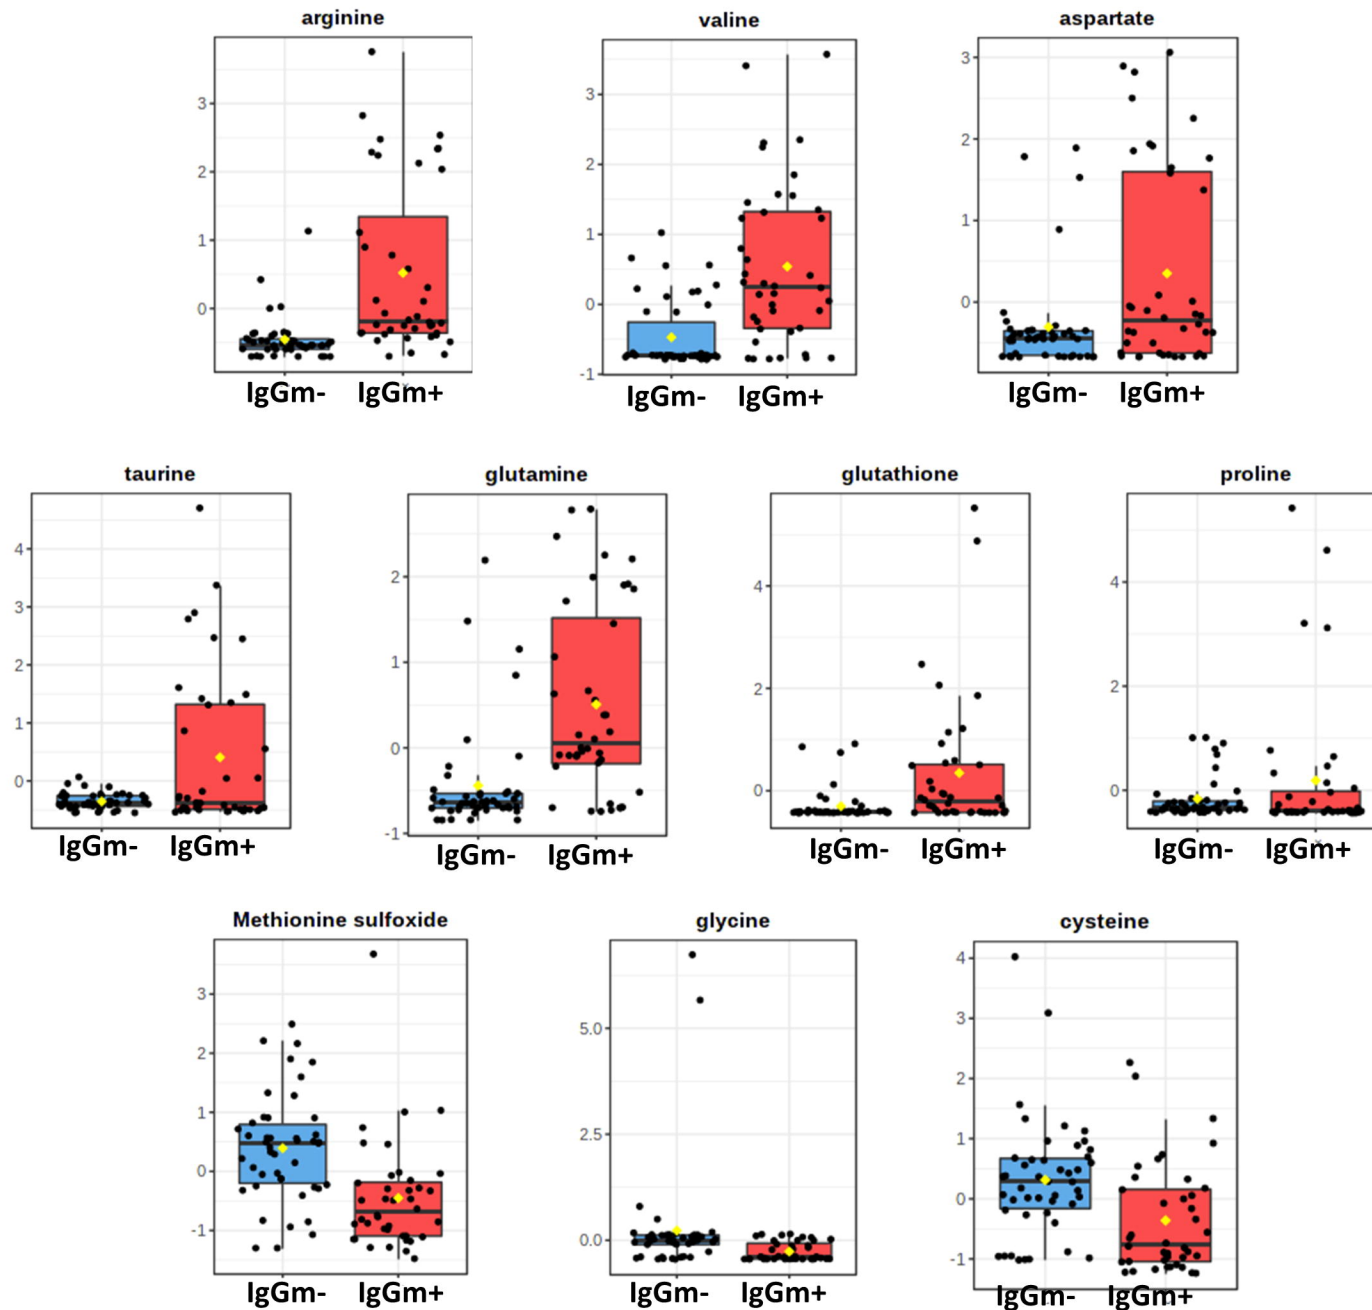 arginine
valine
aspartate
3
2
1
0
3
2
1
0
-1
3
2
1
0
IgGm- IgGm+
IgGm- IgGm+
IgGm- IgGm+
taurine
glutamine
glutathione
proline
4
3
2
1
0
2
1
0
-1
4
2
0
4
2
0
IgGm- IgGm+
IgGm- IgGm+
IgGm- IgGm+
IgGm- IgGm+
Methionine sulfoxide
glycine
cysteine
3
2
1
0
-1
5.0
2.5
0.0
4
3
2
1
0
-1
IgGm- IgGm+
IgGm- IgGm+
IgGm- IgGm+